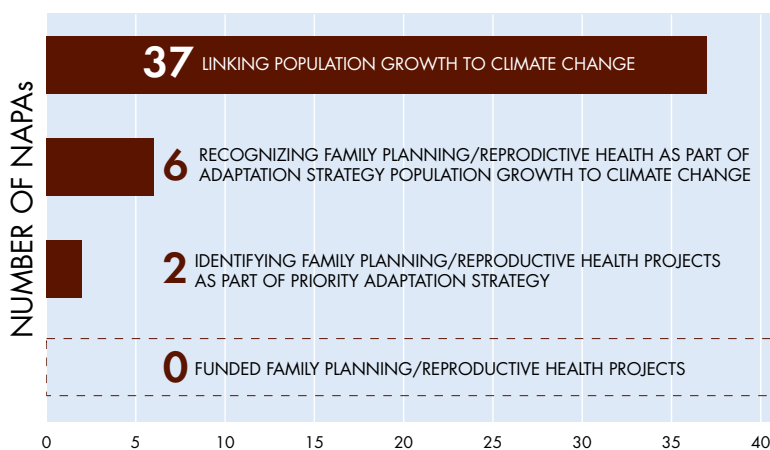 NUMBER OF NAPAs
37 LINKING POPULATION GROWTH TO CLIMATE CHANGE
6 RECOGNIZING FAMILY PLANNING/REPRODICTIVE HEALTH AS PART OF
ADAPTATION STRATEGY POPULATION GROWTH TO CLIMATE CHANGE
2 IDENTIFYING FAMILY PLANNING/REPRODUCTIVE HEALTH PROJECTS
AS PART OF PRIORITY ADAPTATION STRATEGY
0 FUNDED FAMILY PLANNING/REPRODUCTIVE HEALTH PROJECTS
0 5 10 15 20 25 30 35 40